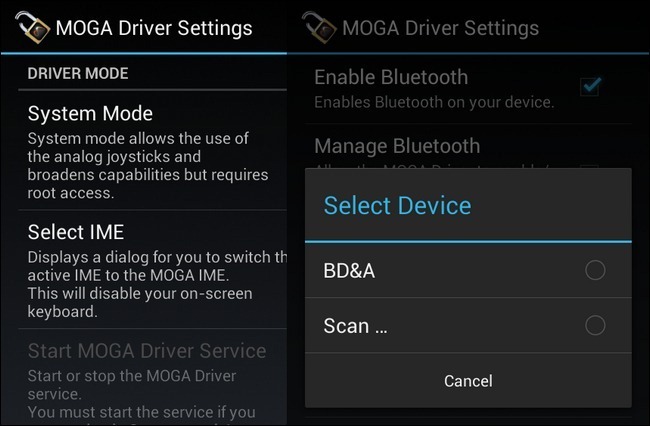 MOGA Driver Settings
DRIVER MODE
System Mode
System mode allows the use of
the analog joysticks and
broadens capabilities but requires
root access.
Select IME
Displays a dialog for you to switch th
active IME to the MOGA IME.
This will disable your on-screen
keyboard.
Start MOGA Driver Service
Start or stop the MOGA Driver
service.
You must start the service if you
MOGA Driver Settings
Enable Bluetooth
Enables Bluetooth on your device.
Manage Bluetooth
Select Device
BD&A
Scan ...
Cancel